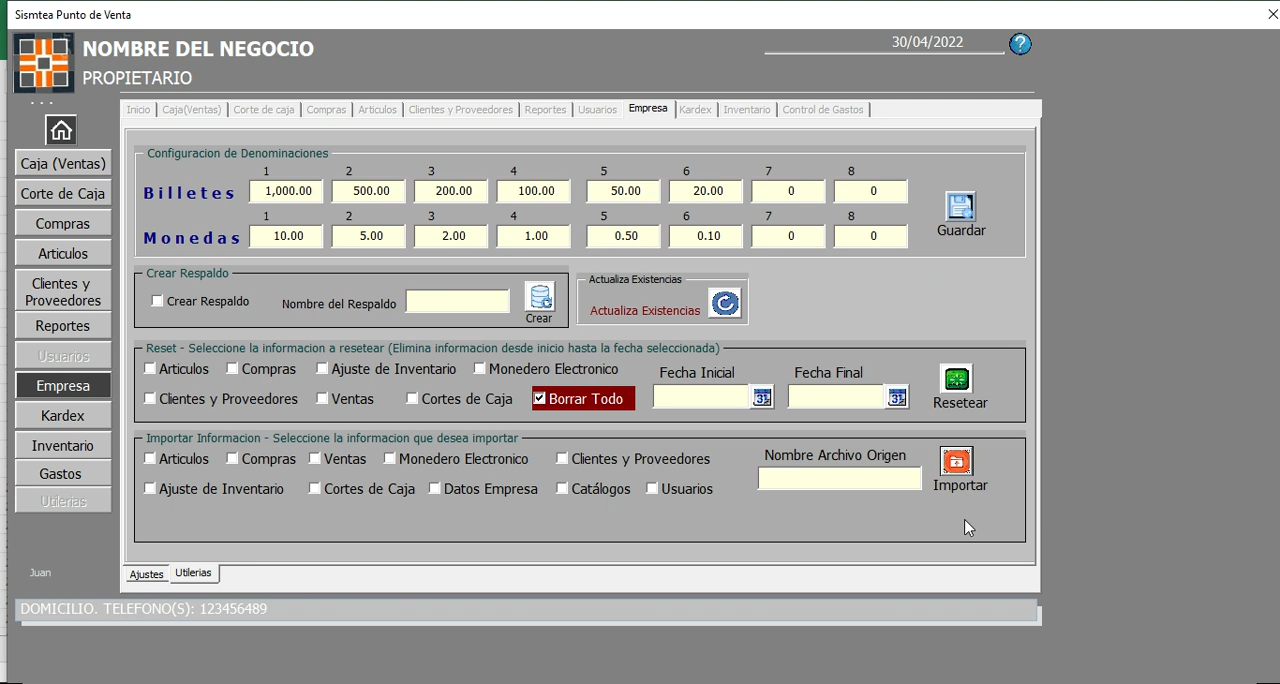 Sismtea Punto de Venta
NOMBRE DEL NEGOCIO
PROPIETARIO
30/04/2022
?
Inicio Caja(Ventas) Corte de caja Compras Articulos Clientes y Proveedores Reportes Usuarios Empresa Kardex Inventario Control de Gastos
Caja (Ventas)
Corte de Caja
Compras
Articulos
Clientes y
Proveedores
Reportes
Usuarios
Empresa
Kardex
Inventario
Gastos
Utilerias
Juan
Configuracion de Denominaciones
1 2 3 4 5 6 7 8
Billetes 1,000.00 500.00 200.00 100.00 50.00 20.00 0 0
1 2 3 4 5 6 7 8
Monedas 10.00 5.00 2.00 1.00 0.50 0.10 0 0
Guardar
Crear Respaldo
Crear Respaldo Nombre del Respaldo
Crear
Actualiza Existencias
Actualiza Existencias
Reset - Seleccione la informacion a resetear (Elimina informacion desde inicio hasta la fecha seleccionada)
Articulos Compras Ajuste de Inventario Monedero Electronico Fecha Inicial Fecha Final
Clientes y Proveedores Ventas Cortes de Caja Borrar Todo 31 31 Resetear
Importar Informacion - Seleccione la informacion que desea importar
Articulos Compras Ventas Monedero Electronico Clientes y Proveedores Nombre Archivo Origen
Ajuste de Inventario Cortes de Caja Datos Empresa Catálogos Usuarios Importar
Ajustes Utilerias
DOMICILIO. TELEFONO(S): 123456489